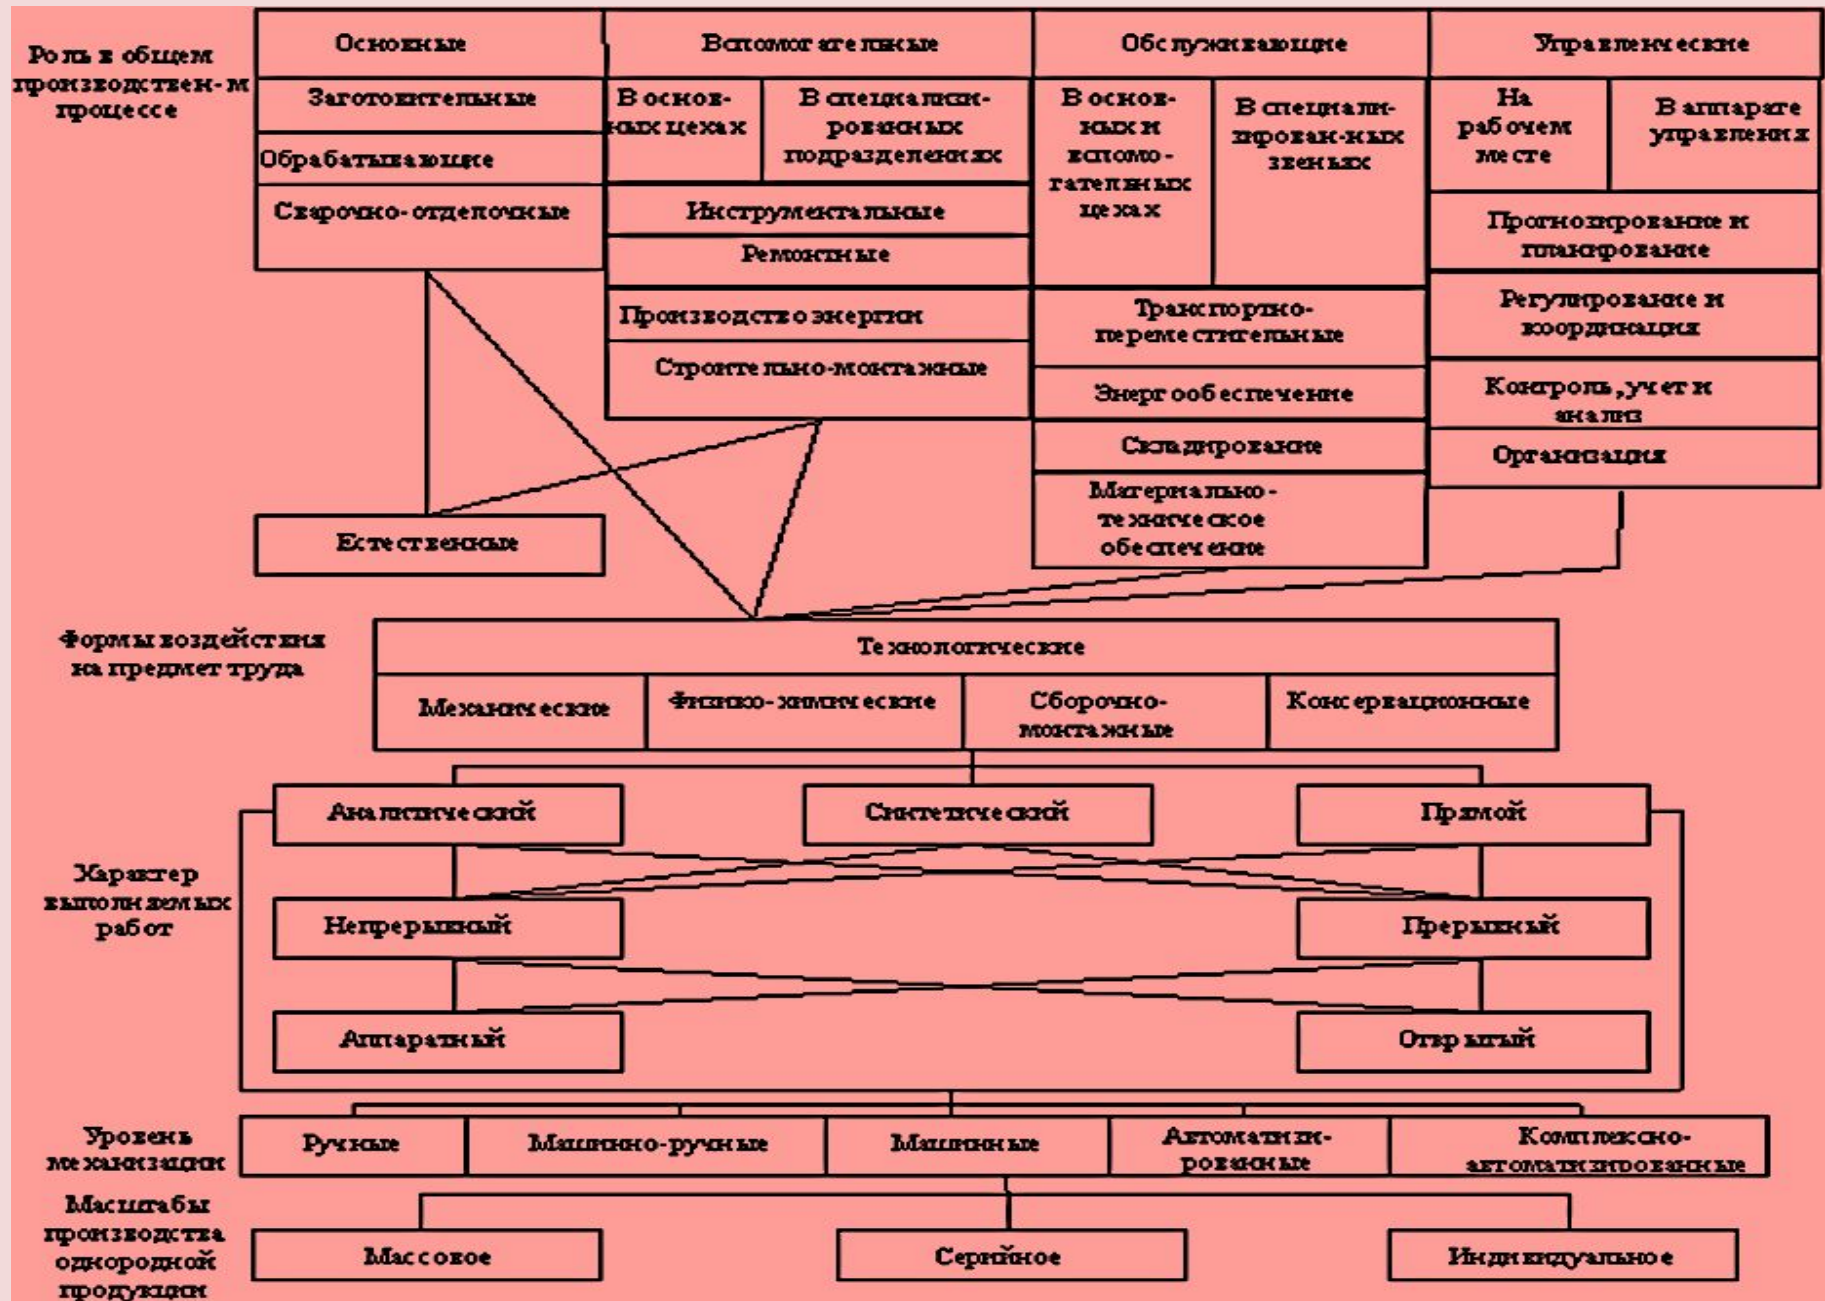 Роль в общем
производствен-м
процессе
Основные
Вспомогательные
Обслуживающие
Управленческие
Заготовительные
Обрабатывающие
Сварочно-отделочные
В основ-
ных цехах
В специализи-
рованных
подразделениях
Инструментальные
Ремонтные
Производство энергии
Строительно-монтажные
В основ-
ных и
вспомо-
гательных
цехах
В специали-
зирован-ных
звеньях
Транспортно-
переместительные
Энергообеспечение
Складирование
Материально-
техническое
обеспечение
На
рабочем
месте
В аппарате
управления
Прогнозирование и
планирование
Регулирование и
координация
Контроль, учет и
анализ
Организация
Естественные
Формы воздействия
на предмет труда
Технологические
Механические
Физико-химические
Сборочно-
монтажные
Консервационные
Характер
выполняемых
работ
Аналитический
Синтетический
Прямой
Непрерывный
Прерывный
Аппаратный
Открытый
Уровень
механизации
Ручные
Машинно-ручные
Машинные
Автоматизи-
рованные
Комплексно-
автоматизированные
Масштабы
производства
однородной
продукции
Массовое
Серийное
Индивидуальное